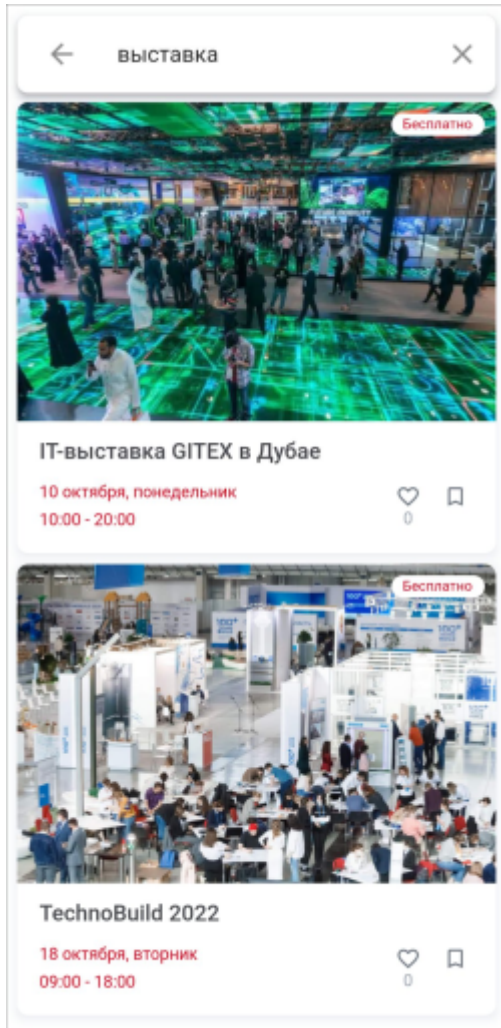 выставка
Бесплатно
IT-выставка GITEX в Дубае
10 октября, понедельник
10:00 - 20:00
0
Бесплатно
100+
TechnoBuild 2022
18 октября, вторник
09:00 - 18:00
0